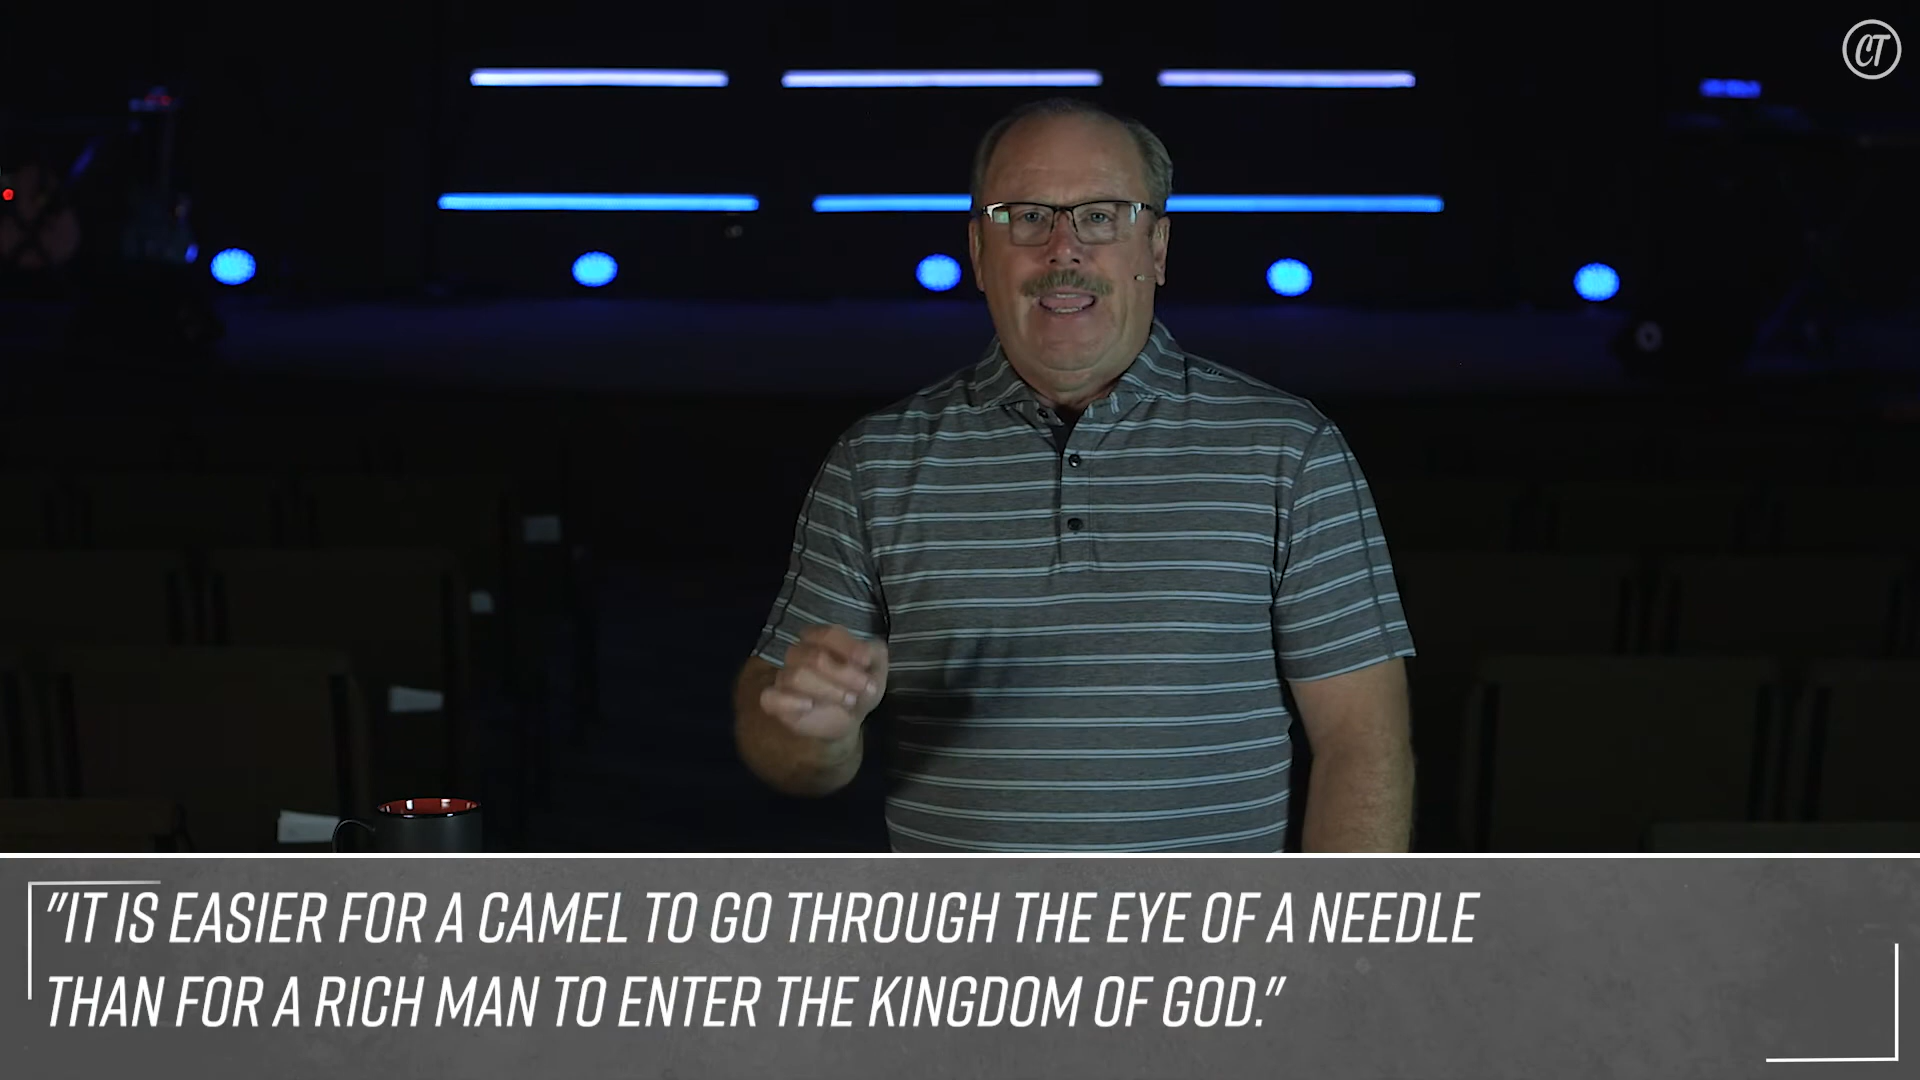 CT
"IT IS EASIER FOR A CAMEL TO GO THROUGH THE EYE OF A NEEDLE
THAN FOR A RICH MAN TO ENTER THE KINGDOM OF GOD."